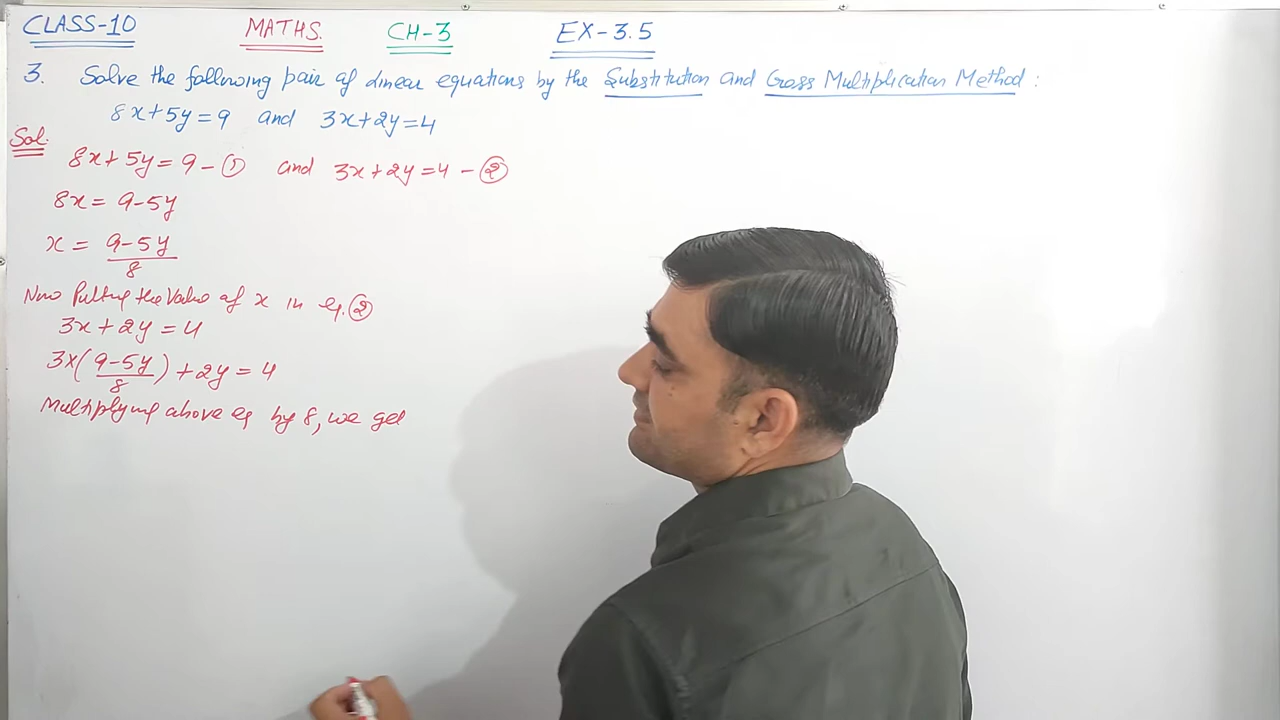 CLASS-10 MATHS. CH-3 EX-3.5
3. Solve the following pair of Linear equations by the Substitution and Cross Multiplication Method:
8x+5y=9 and 3x+2y=4
Sol.
8x+5y=9-① and 3x+2y=4-②
8x=9-5y
x = (9-5y)/8
Now Putting the Value of x in eq.②
3x+2y=4
3×((9-5y)/8)+2y=4
Multiplying above eq by 8, we get